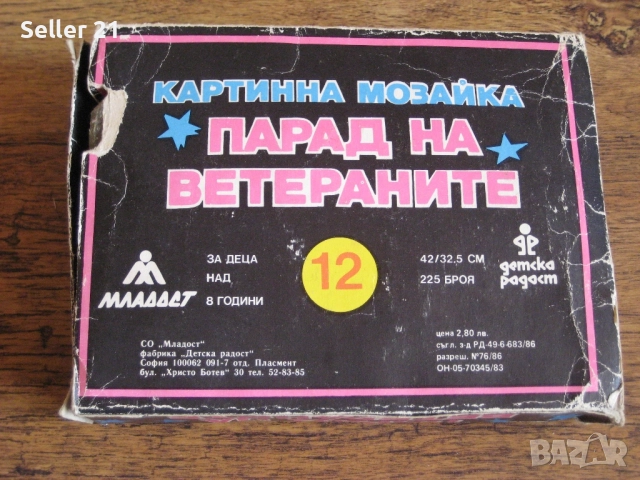 Seller 21.
КАРТИННА МОЗАЙКА
ПАРАД НА
ВЕТЕРАНИТЕ
МЛАДОСТ
ЗА ДЕЦА
НАД
8 ГОДИНИ
12
42/32,5 СМ
225 БРОЯ
детска
радост
СО „Младост"
фабрика „Детска радост"
София 100062 091-7 отд. Пласмент
бул. „Христо Ботев" 30 тел. 52-83-85
цена 2,80 лв.
съгл. з-д РД-49-6-683/86
разреш. №76/86
ОН-05-70345/83
BAZAR